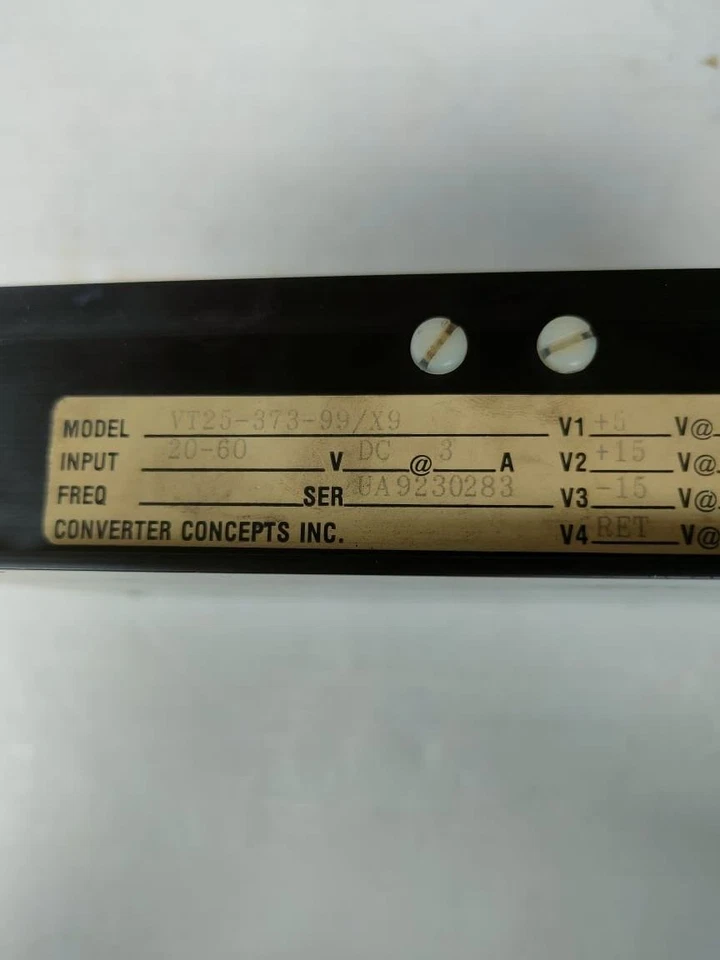 MODEL VT25-373-99/X9 V1 +5 V@
INPUT 20-60 V DC @ 3 A V2 +15 V@
FREQ SER UA9230283 V3 -15 V@
CONVERTER CONCEPTS INC. V4 RET V@